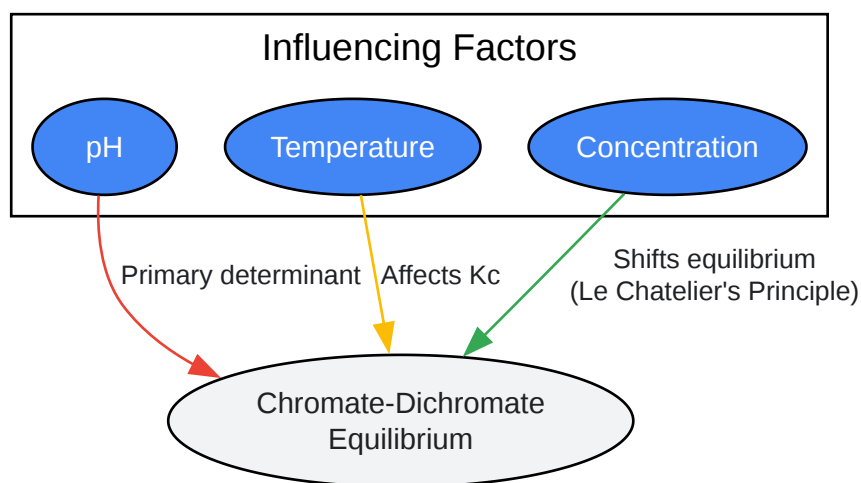 Influencing Factors
pH
Temperature
Concentration
Primary determinant
Affects Kc
Shifts equilibrium
(Le Chatelier's Principle)
Chromate-Dichromate
Equilibrium